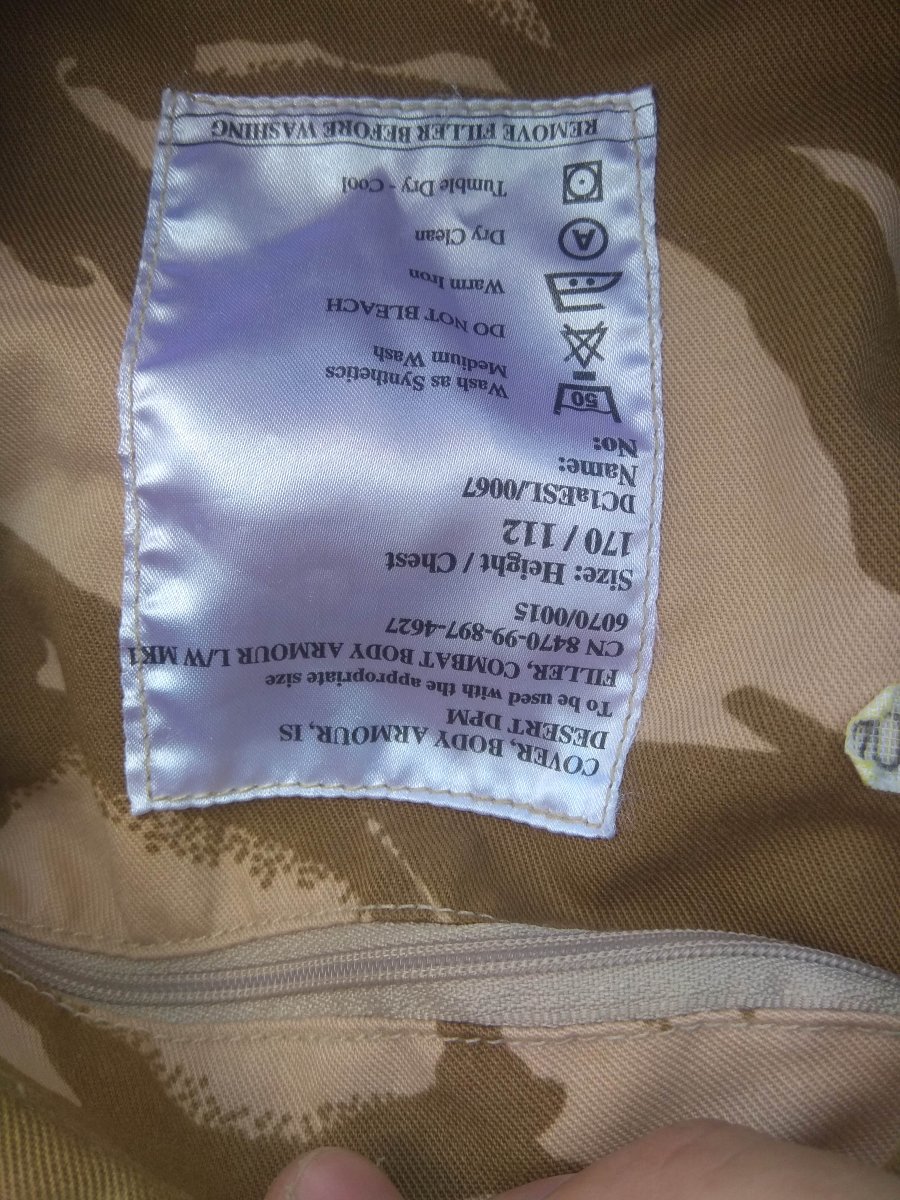 COVER, BODY ARMOUR, IS
DESERT DPM
To be used with the appropriate size
FILLER, COMBAT BODY ARMOUR L/W MK1
CN 8470-99-897-4627
6070/0015
Size: Height / Chest
170 / 112
DC1aESL/0067
Name:
No:
50
Wash as Synthetics
Medium Wash
DO NOT BLEACH
Warm Iron
A
Dry Clean
Tumble Dry - Cool
REMOVE FILLER BEFORE WASHING